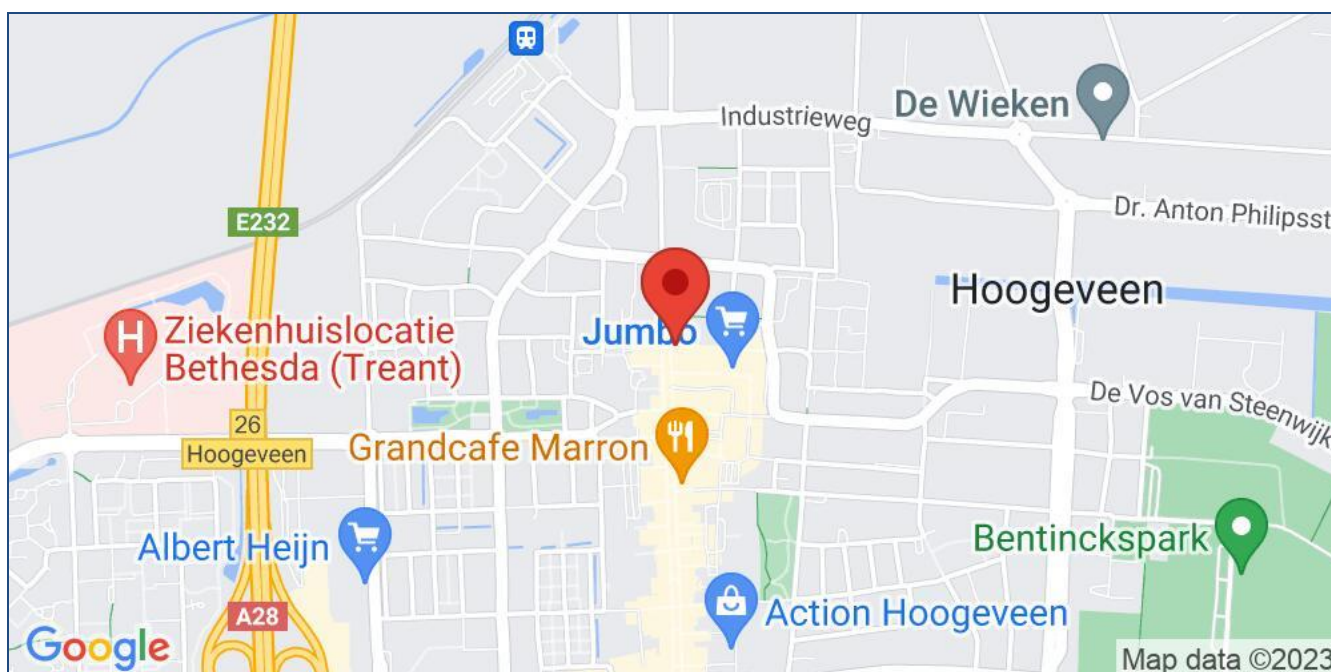 De Wieken
Industrieweg
Dr. Anton Philipsst
E232
Hoogeveen
H
Ziekenhuislocatie
Bethesda (Treant)
Jumbo
De Vos van Steenwijk
26
Hoogeveen
Grandcafe Marron
Albert Heijn
Bentinckspark
A28
Action Hoogeveen
Google
Map data ©2023